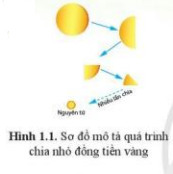 Nhiều lần chia
Nguyên tử
Hình 1.1. Sơ đồ mô tả quá trình
chia nhỏ đồng tiền vàng